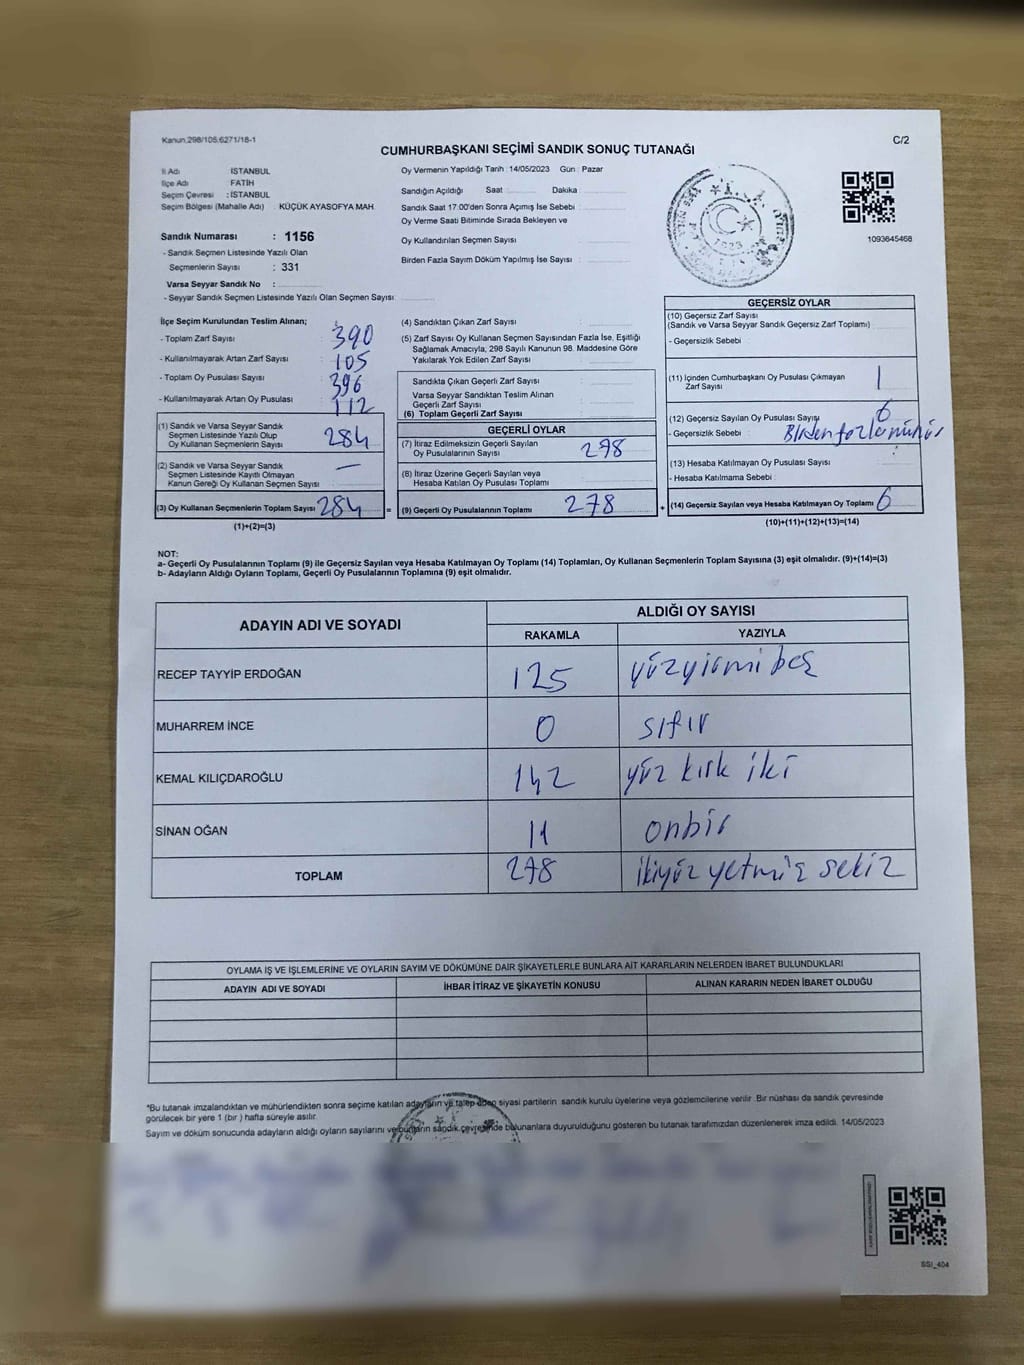 Kanun.298/105.6271/18-1
C/2
CUMHURBAŞKANI SEÇİMİ SANDIK SONUÇ TUTANAĞI
İl Adı İSTANBUL
İlçe Adı FATİH
Seçim Çevresi : İSTANBUL
Seçim Bölgesi (Mahalle Adı) : KÜÇÜK AYASOFYA MAH.
Sandık Numarası : 1156
- Sandık Seçmen Listesinde Yazılı Olan
Seçmenlerin Sayısı : 331
Varsa Seyyar Sandık No :
- Seyyar Sandık Seçmen Listesinde Yazılı Olan Seçmen Sayısı:
Oy Vermenin Yapıldığı Tarih : 14/05/2023 Gün : Pazar
Sandığın Açıldığı Saat Dakika
Sandık Saat 17:00'den Sonra Açımış İse Sebebi :
Oy Verme Saati Bitiminde Sırada Bekleyen ve
Oy Kullandırılan Seçmen Sayısı :
Birden Fazla Sayım Döküm Yapılmış İse Sayısı :
1923
1093645468
İlçe Seçim Kurulundan Teslim Alınan;
- Toplam Zarf Sayısı : 390
- Kullanılmayarak Artan Zarf Sayısı : 105
- Toplam Oy Pusulası Sayısı : 396
- Kullanılmayarak Artan Oy Pusulası : 112
(1) Sandık ve Varsa Seyyar Sandık
Seçmen Listesinde Yazılı Olup
Oy Kullanan Seçmenlerin Sayısı : 284
(2) Sandık ve Varsa Seyyar Sandık
Seçmen Listesinde Kayıtlı Olmayan
Kanun Gereği Oy Kullanan Seçmen Sayısı : —
(3) Oy Kullanan Seçmenlerin Toplam Sayısı : 284 =
(1)+(2)=(3)
(4) Sandıktan Çıkan Zarf Sayısı :
(5) Zarf Sayısı Oy Kullanan Seçmen Sayısından Fazla İse, Eşitliği
Sağlamak Amacıyla, 298 Sayılı Kanunun 98. Maddesine Göre
Yakılarak Yok Edilen Zarf Sayısı :
Sandıkta Çıkan Geçerli Zarf Sayısı :
Varsa Seyyar Sandıktan Teslim Alınan
Geçerli Zarf Sayısı
(6) Toplam Geçerli Zarf Sayısı :
GEÇERLİ OYLAR
(7) İtiraz Edilmeksizin Geçerli Sayılan
Oy Pusulalarının Sayısı : 278
(8) İtiraz Üzerine Geçerli Sayılan veya
Hesaba Katılan Oy Pusulası Toplamı
(9) Geçerli Oy Pusulalarının Toplamı : 278 +
GEÇERSİZ OYLAR
(10) Geçersiz Zarf Sayısı
(Sandık ve Varsa Seyyar Sandık Geçersiz Zarf Toplamı) :
- Geçersizlik Sebebi :
(11) İçinden Cumhurbaşkanı Oy Pusulası Çıkmayan
Zarf Sayısı : 1
(12) Geçersiz Sayılan Oy Pusulası Sayısı : 6
- Geçersizlik Sebebi : Birden fazla mühür
(13) Hesaba Katılmayan Oy Pusulası Sayısı :
- Hesaba Katılmama Sebebi :
(14) Geçersiz Sayılan veya Hesaba Katılmayan Oy Toplamı : 6
(10)+(11)+(12)+(13)=(14)
NOT:
a- Geçerli Oy Pusulalarının Toplamı (9) ile Geçersiz Sayılan veya Hesaba Katılmayan Oy Toplamı (14) Toplamları, Oy Kullanan Seçmenlerin Toplam Sayısına (3) eşit olmalıdır. (9)+(14)=(3)
b- Adayların Aldığı Oyların Toplamı, Geçerli Oy Pusulalarının Toplamına (9) eşit olmalıdır.
ADAYIN ADI VE SOYADI ALDIĞI OY SAYISI
RAKAMLA YAZIYLA
RECEP TAYYİP ERDOĞAN 125 yüzyirmi beş
MUHARREM İNCE 0 sıfır
KEMAL KILIÇDAROĞLU 142 yüz kırk iki
SİNAN OĞAN 11 onbir
TOPLAM 278 ikiyüz yetmiş sekiz
OYLAMA İŞ VE İŞLEMLERİNE VE OYLARIN SAYIM VE DÖKÜMÜNE DAİR ŞİKAYETLERLE BUNLARA AİT KARARLARIN NELERDEN İBARET BULUNDUKLARI
ADAYIN ADI VE SOYADI İHBAR İTİRAZ VE ŞİKAYETİN KONUSU ALINAN KARARIN NEDEN İBARET OLDUĞU
*Bu tutanak imzalandıktan ve mühürlendikten sonra seçime katılan adayların ve talep eden siyasi partilerin sandık kurulu üyelerine veya gözlemcilerine verilir. Bir nüshası da sandık çevresinde
görülecek bir yere 1 (bir ) hafta süreyle asılır.
Sayım ve döküm sonucunda adayların aldığı oyların sayılarını ve bunların sandık çevresinde bulunanlara duyurulduğunu gösteren bu tutanak tarafımızdan düzenlenerek imza edildi. 14/05/2023
SSI_404